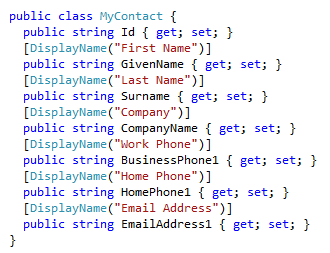 public class MyContact {
  public string Id { get; set; }
  [DisplayName("First Name")]
  public string GivenName { get; set; }
  [DisplayName("Last Name")]
  public string Surname { get; set; }
  [DisplayName("Company")]
  public string CompanyName { get; set; }
  [DisplayName("Work Phone")]
  public string BusinessPhone1 { get; set; }
  [DisplayName("Home Phone")]
  public string HomePhone1 { get; set; }
  [DisplayName("Email Address")]
  public string EmailAddress1 { get; set; }
}